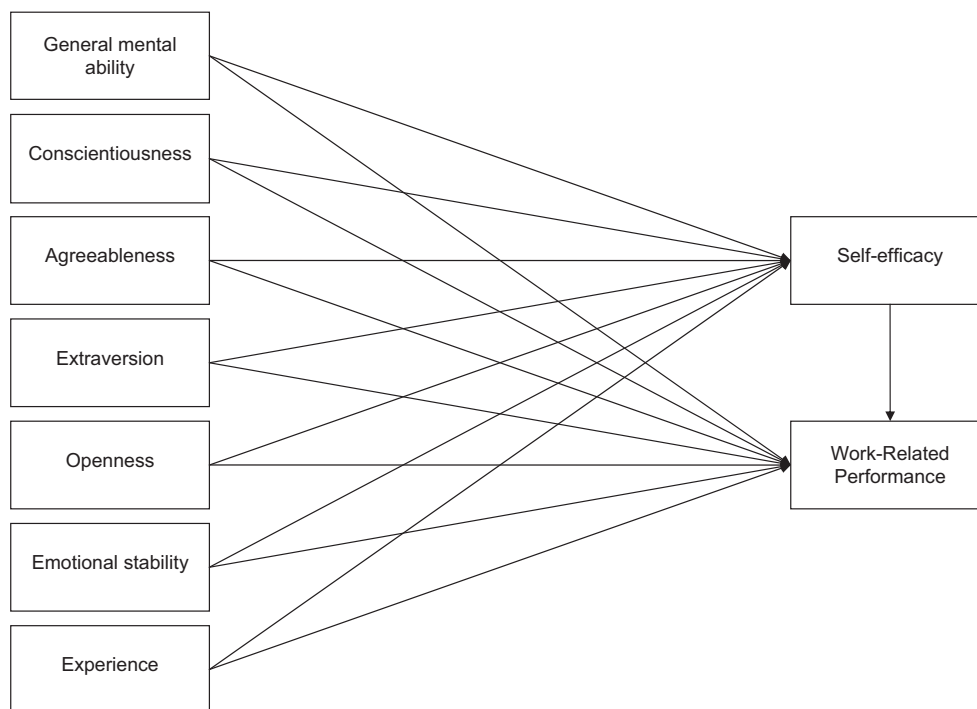 General mental
ability
Conscientiousness
Agreeableness
Extraversion
Openness
Emotional stability
Experience
Self-efficacy
Work-Related
Performance